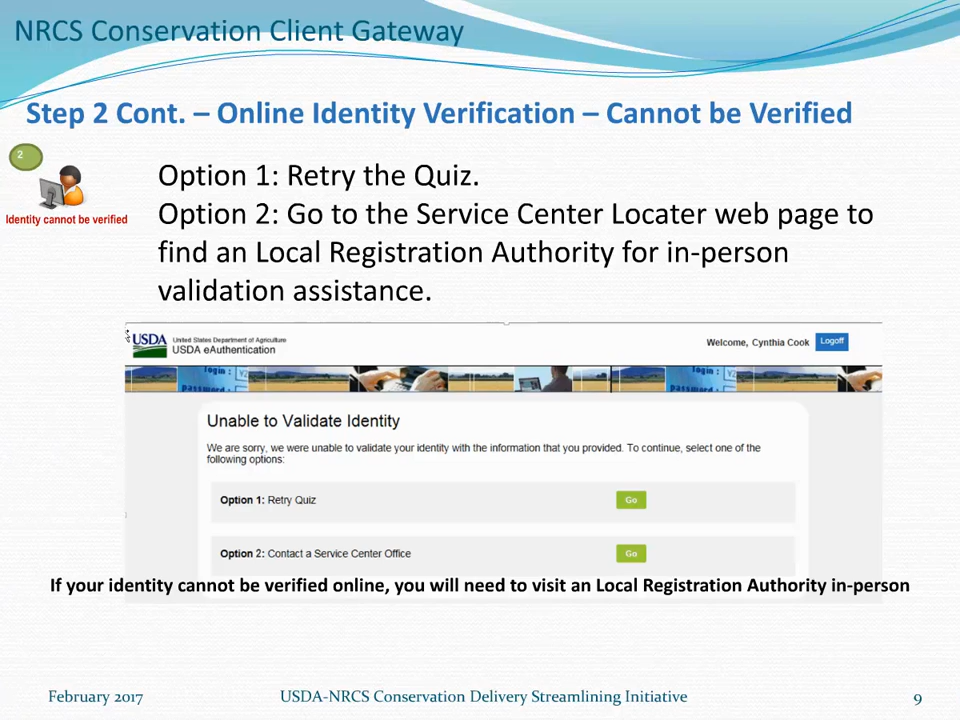 NRCS Conservation Client Gateway
Step 2 Cont. – Online Identity Verification – Cannot be Verified
2
Identity cannot be verified
Option 1: Retry the Quiz.
Option 2: Go to the Service Center Locater web page to
find an Local Registration Authority for in-person
validation assistance.
USDA
United States Department of Agriculture
USDA eAuthentication
Welcome, Cynthia Cook
Logoff
login :
password :
login :
password :
Unable to Validate Identity
We are sorry, we were unable to validate your identity with the information that you provided. To continue, select one of the
following options:
Option 1: Retry Quiz
Go
Option 2: Contact a Service Center Office
Go
If your identity cannot be verified online, you will need to visit an Local Registration Authority in-person
February 2017
USDA-NRCS Conservation Delivery Streamlining Initiative
9